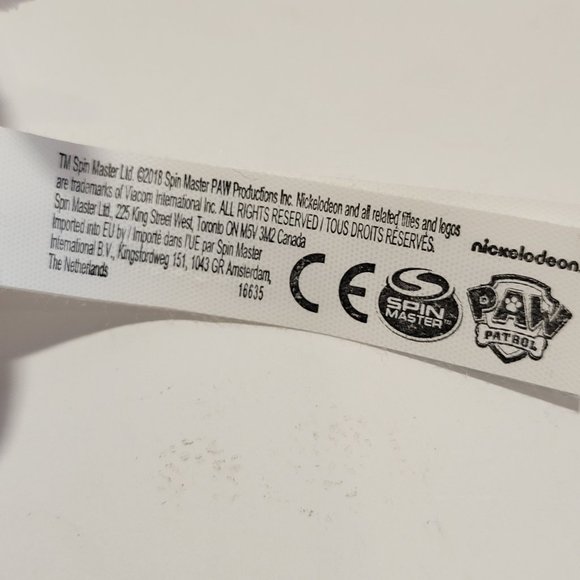 TM Spin Master Ltd. ©2018 Spin Master PAW Productions Inc. Nickelodeon and all related titles and logos
are trademarks of Viacom International Inc. ALL RIGHTS RESERVED / TOUS DROITS RÉSERVÉS.
Spin Master Ltd., 225 King Street West, Toronto ON M5V 3M2 Canada
Imported into EU by / Importé dans l'UE par Spin Master
International B.V., Kingsfordweg 151, 1043 GR Amsterdam,
The Netherlands
16635
CE
SPIN
MASTER™
nickelodeon
PAW
PATROL